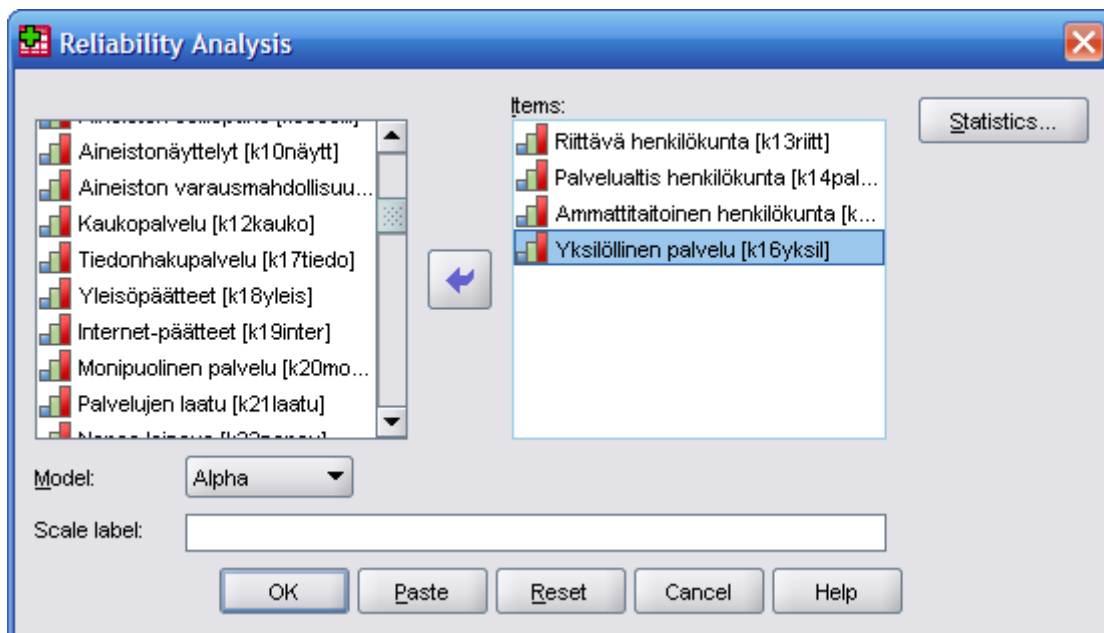 Reliability Analysis
Items:
Statistics...
Aineistonäyttelyt [k10näytt]
Aineiston varausmahdollisuu...
Kaukopalvelu [k12kauko]
Tiedonhakupalvelu [k17tiedo]
Yleisöpäätteet [k18yleis]
Internet-päätteet [k19inter]
Monipuolinen palvelu [k20mo...
Palvelujen laatu [k21laatu]
Riittävä henkilökunta [k13riitt]
Palvelualtis henkilökunta [k14pal...
Ammattitaitoinen henkilökunta [k...
Yksilöllinen palvelu [k16yksil]
Model:
Alpha
Scale label:
OK
Paste
Reset
Cancel
Help